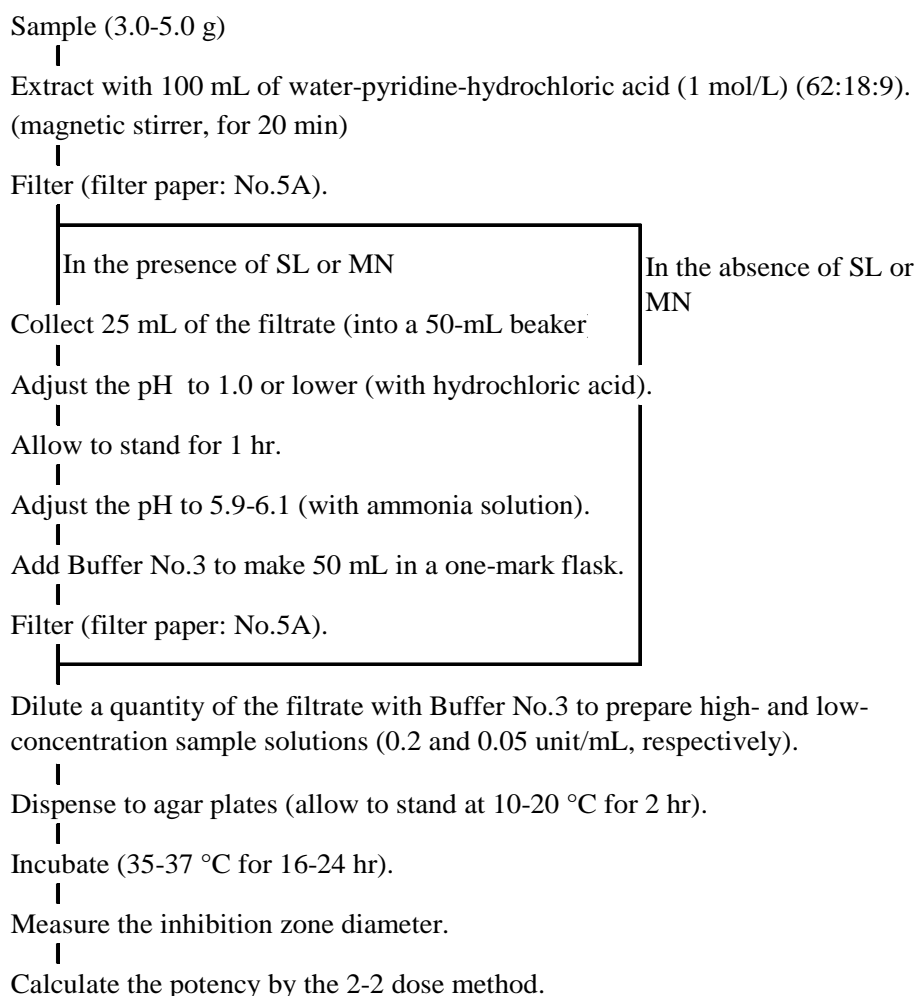 Sample (3.0-5.0 g)
Extract with 100 mL of water-pyridine-hydrochloric acid (1 mol/L) (62:18:9).
(magnetic stirrer, for 20 min)
Filter (filter paper: No.5A).
In the presence of SL or MN
In the absence of SL or
MN
Collect 25 mL of the filtrate (into a 50-mL beaker
Adjust the pH to 1.0 or lower (with hydrochloric acid).
Allow to stand for 1 hr.
Adjust the pH to 5.9-6.1 (with ammonia solution).
Add Buffer No.3 to make 50 mL in a one-mark flask.
Filter (filter paper: No.5A).
Dilute a quantity of the filtrate with Buffer No.3 to prepare high- and low-
concentration sample solutions (0.2 and 0.05 unit/mL, respectively).
Dispense to agar plates (allow to stand at 10-20 °C for 2 hr).
Incubate (35-37 °C for 16-24 hr).
Measure the inhibition zone diameter.
Calculate the potency by the 2-2 dose method.